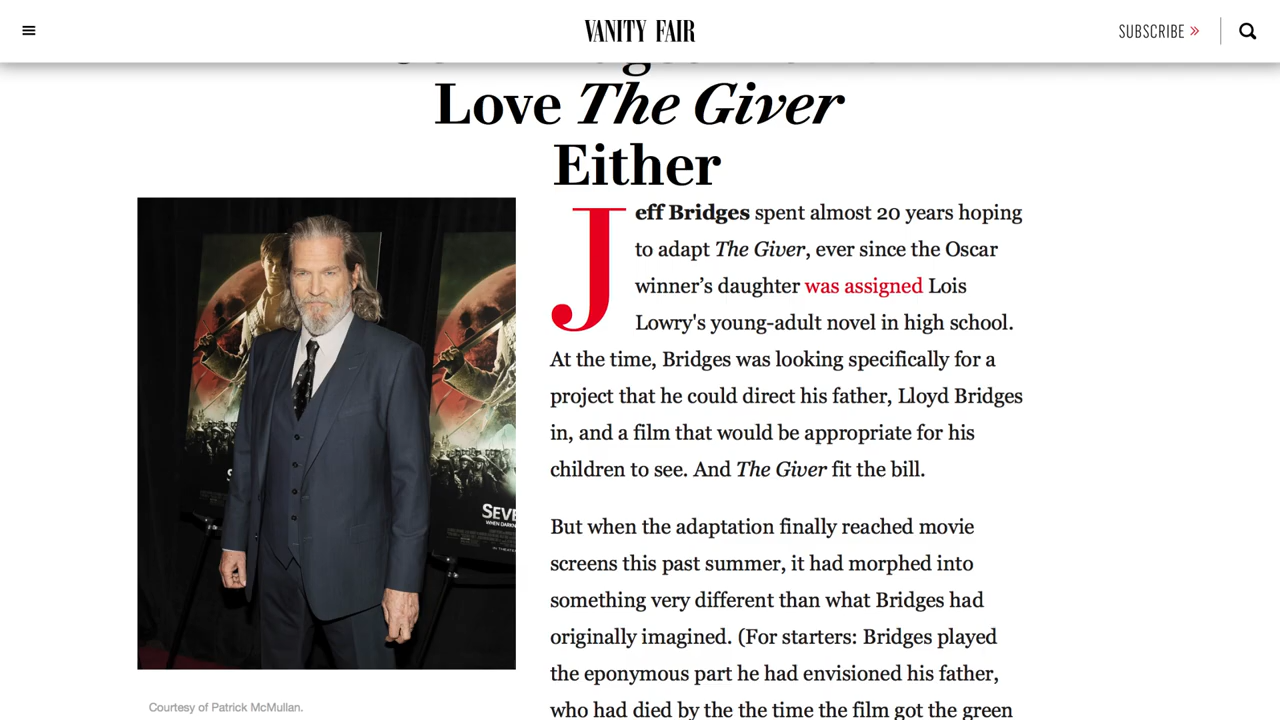 VANITY FAIR
SUBSCRIBE »
Love The Giver
Either
Jeff Bridges spent almost 20 years hoping
to adapt The Giver, ever since the Oscar
winner’s daughter was assigned Lois
Lowry's young-adult novel in high school.
At the time, Bridges was looking specifically for a
project that he could direct his father, Lloyd Bridges
in, and a film that would be appropriate for his
children to see. And The Giver fit the bill.
But when the adaptation finally reached movie
screens this past summer, it had morphed into
something very different than what Bridges had
originally imagined. (For starters: Bridges played
the eponymous part he had envisioned his father,
who had died by the the time the film got the green
SEVE
Courtesy of Patrick McMullan.